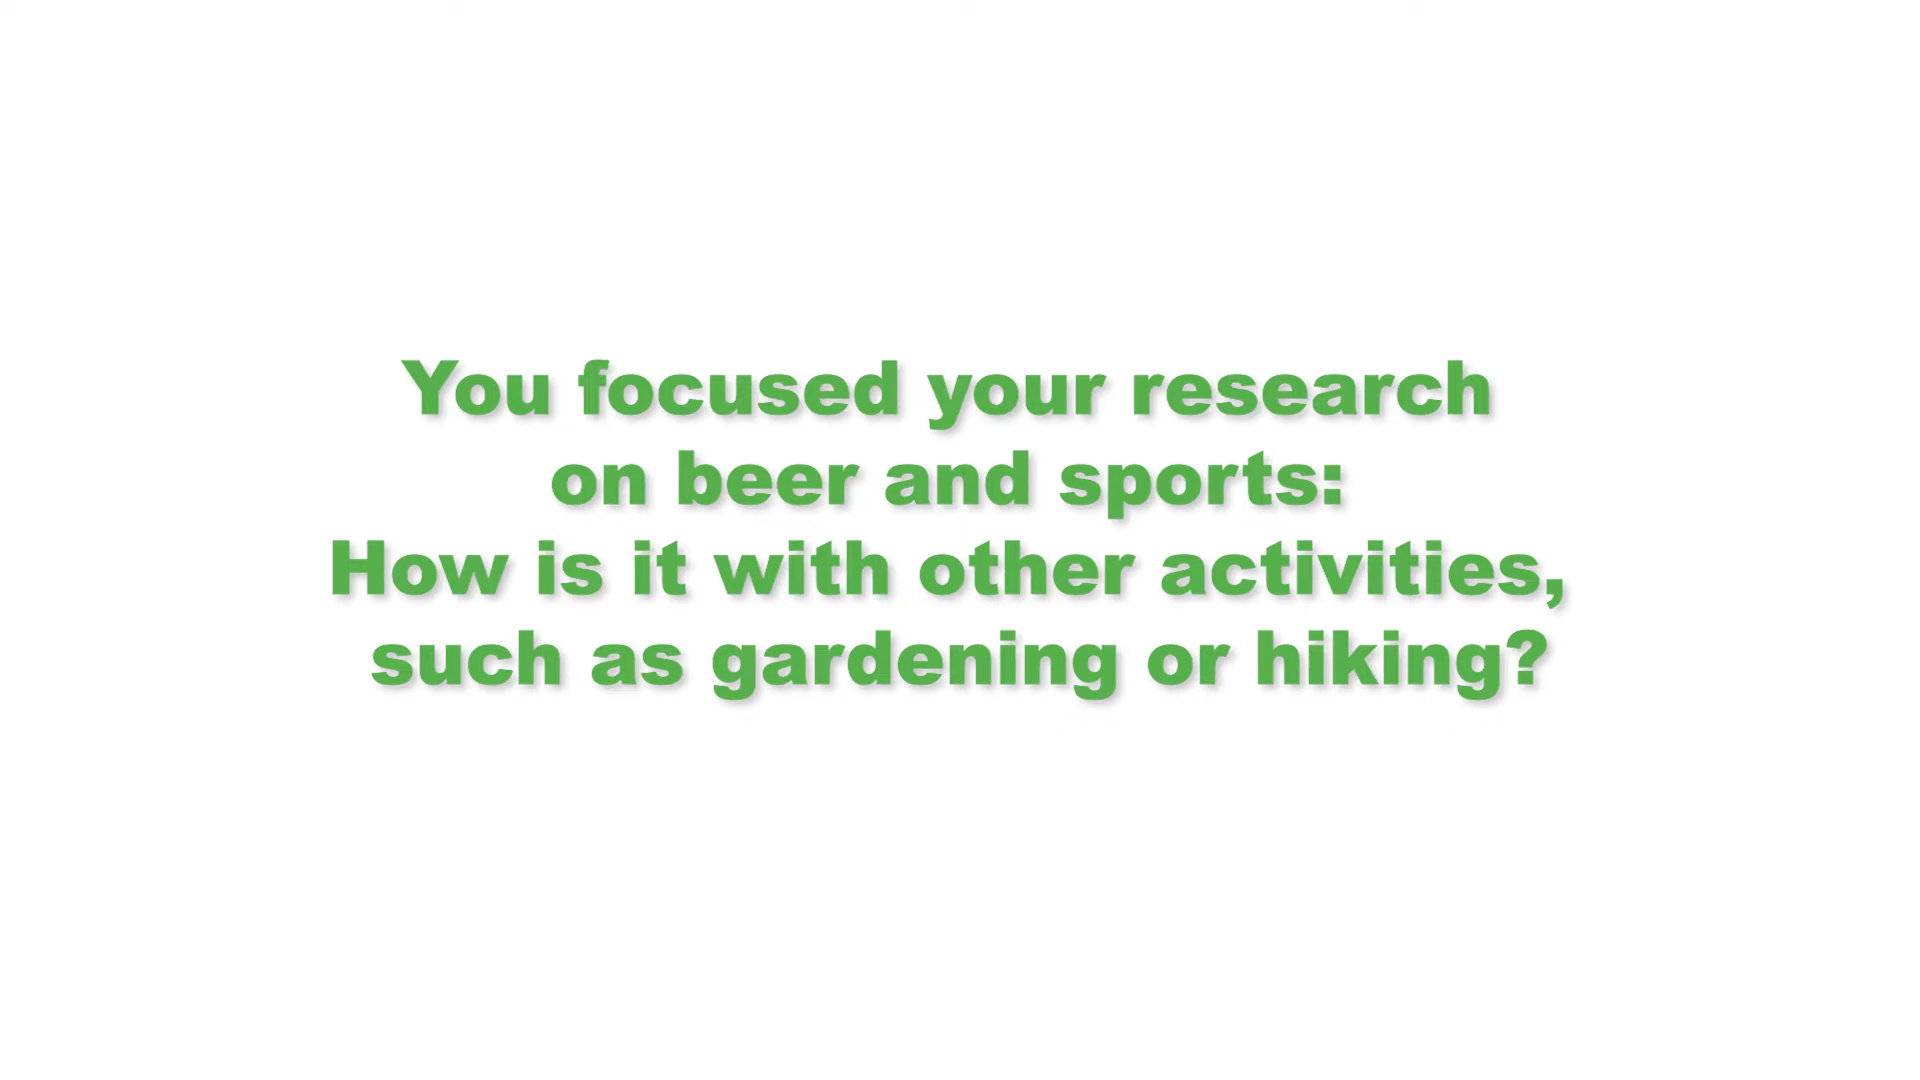 You focused your research
on beer and sports:
How is it with other activities,
such as gardening or hiking?